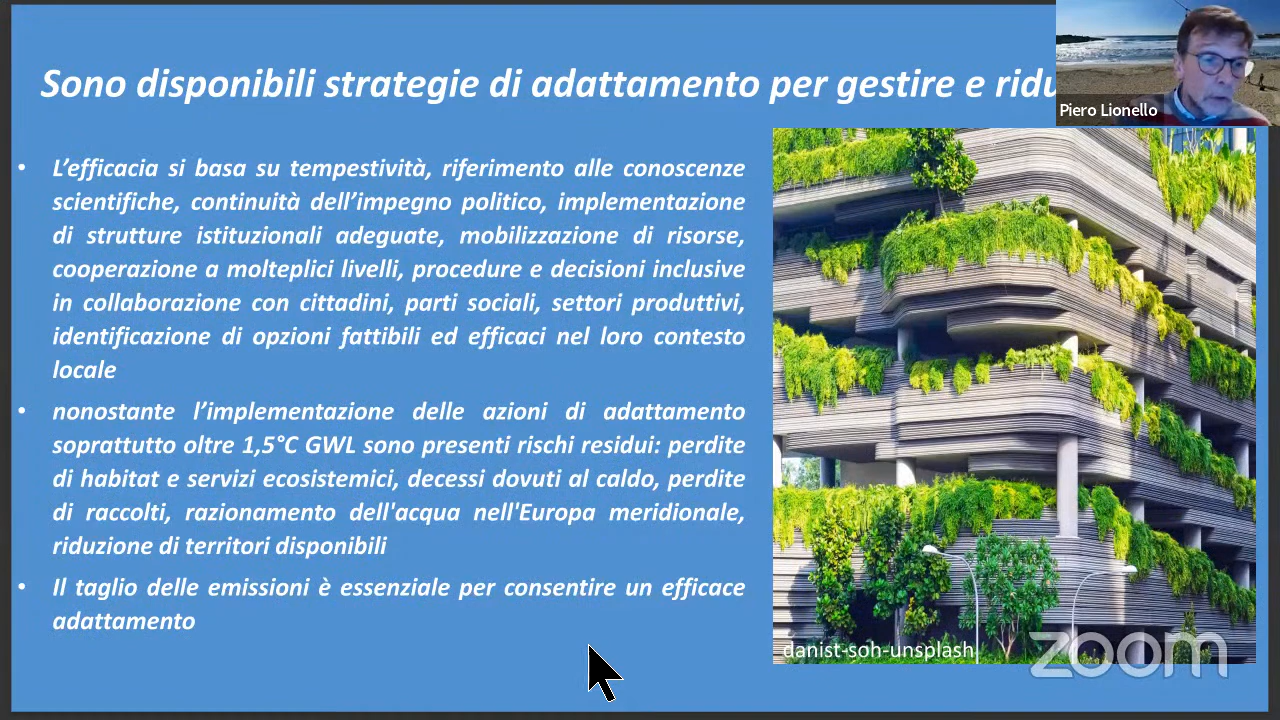 Sono disponibili strategie di adattamento per gestire e
Piero Lionello
• L’efficacia si basa su tempestività, riferimento alle conoscenze
scientifiche, continuità dell’impegno politico, implementazione
di strutture istituzionali adeguate, mobilizzazione di risorse,
cooperazione a molteplici livelli, procedure e decisioni inclusive
in collaborazione con cittadini, parti sociali, settori produttivi,
identificazione di opzioni fattibili ed efficaci nel loro contesto
locale
• nonostante l’implementazione delle azioni di adattamento
soprattutto oltre 1,5°C GWL sono presenti rischi residui: perdite
di habitat e servizi ecosistemici, decessi dovuti al caldo, perdite
di raccolti, razionamento dell'acqua nell'Europa meridionale,
riduzione di territori disponibili
• Il taglio delle emissioni è essenziale per consentire un efficace
adattamento
danist-soh-unsplash
zoom